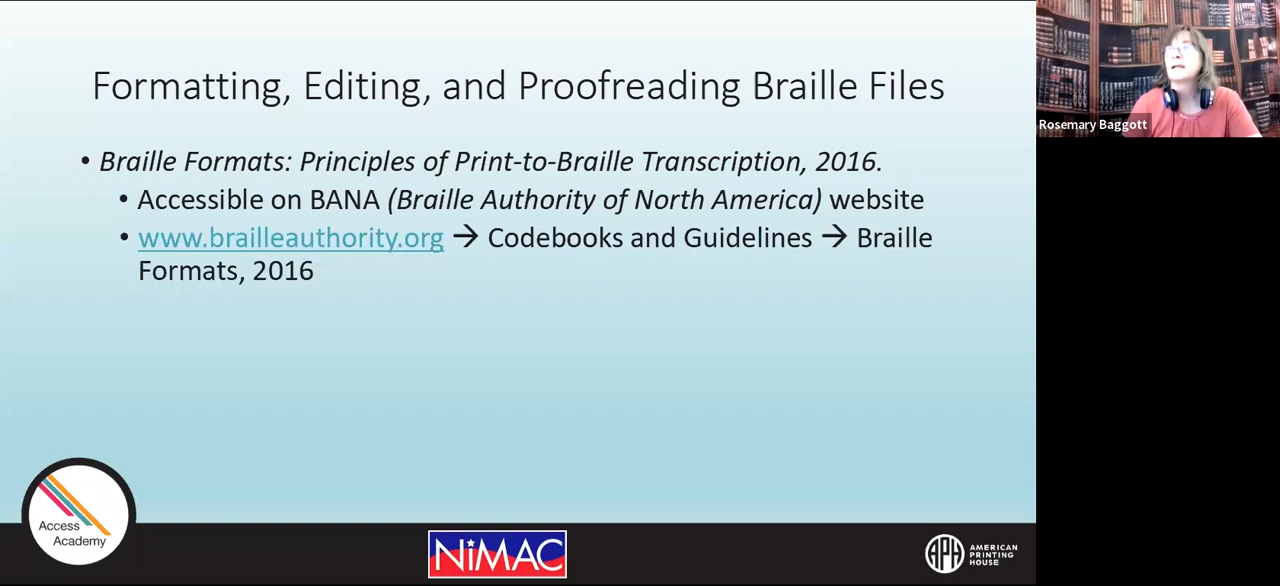 Formatting, Editing, and Proofreading Braille Files
• Braille Formats: Principles of Print-to-Braille Transcription, 2016.
• Accessible on BANA (Braille Authority of North America) website
• www.brailleauthority.org → Codebooks and Guidelines → Braille
Formats, 2016
Rosemary Baggott
Access
Academy
NiMAC
APH AMERICAN
PRINTING
HOUSE